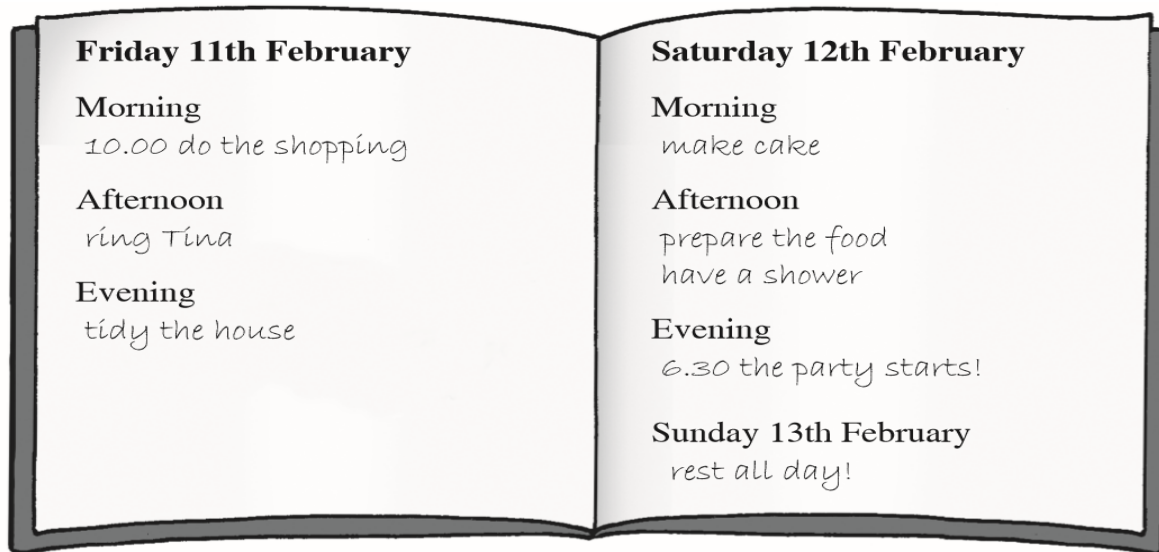 Friday 11th February
Morning
10.00 do the shopping
Afternoon
ring Tina
Evening
tidy the house
Saturday 12th February
Morning
make cake
Afternoon
prepare the food
have a shower
Evening
6.30 the party starts!
Sunday 13th February
rest all day!